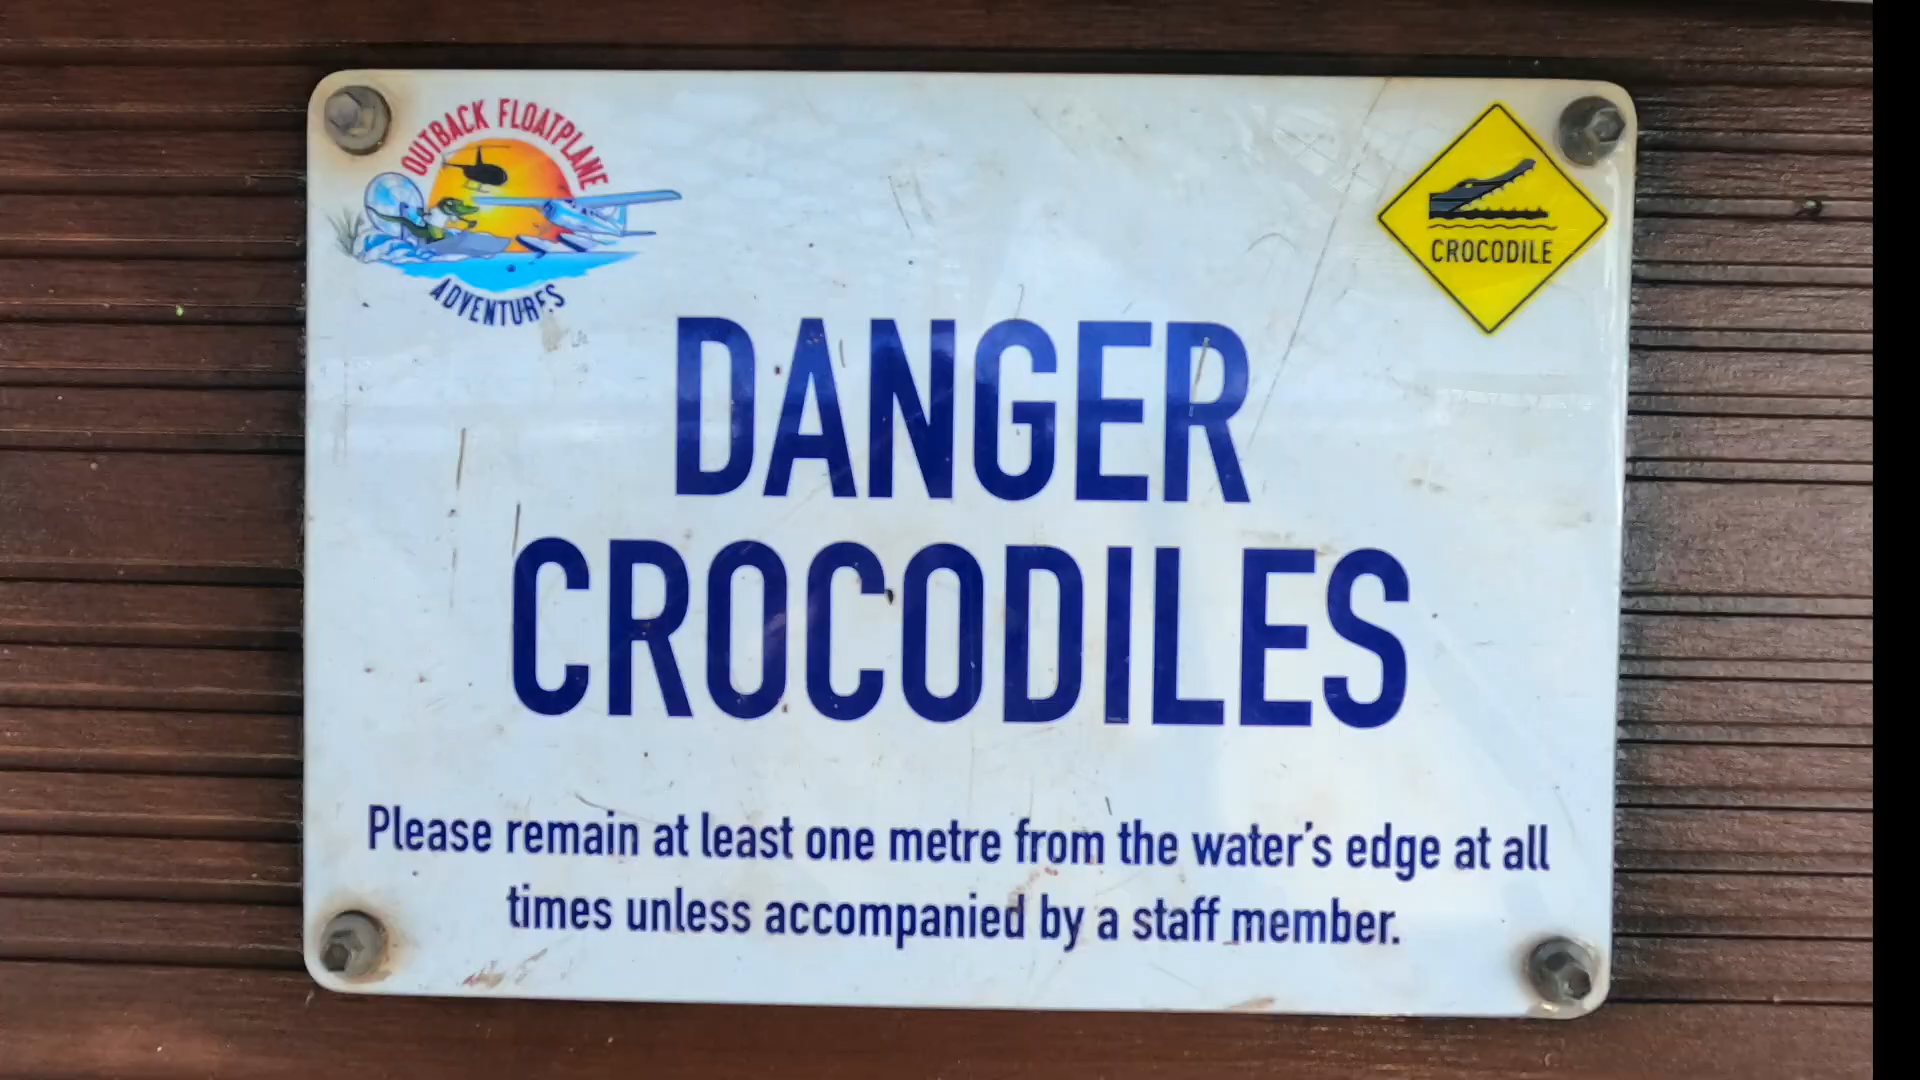 OUTBACK FLOATPLANE
ADVENTURES
CROCODILE
DANGER
CROCODILES
Please remain at least one metre from the water's edge at all
times unless accompanied by a staff member.